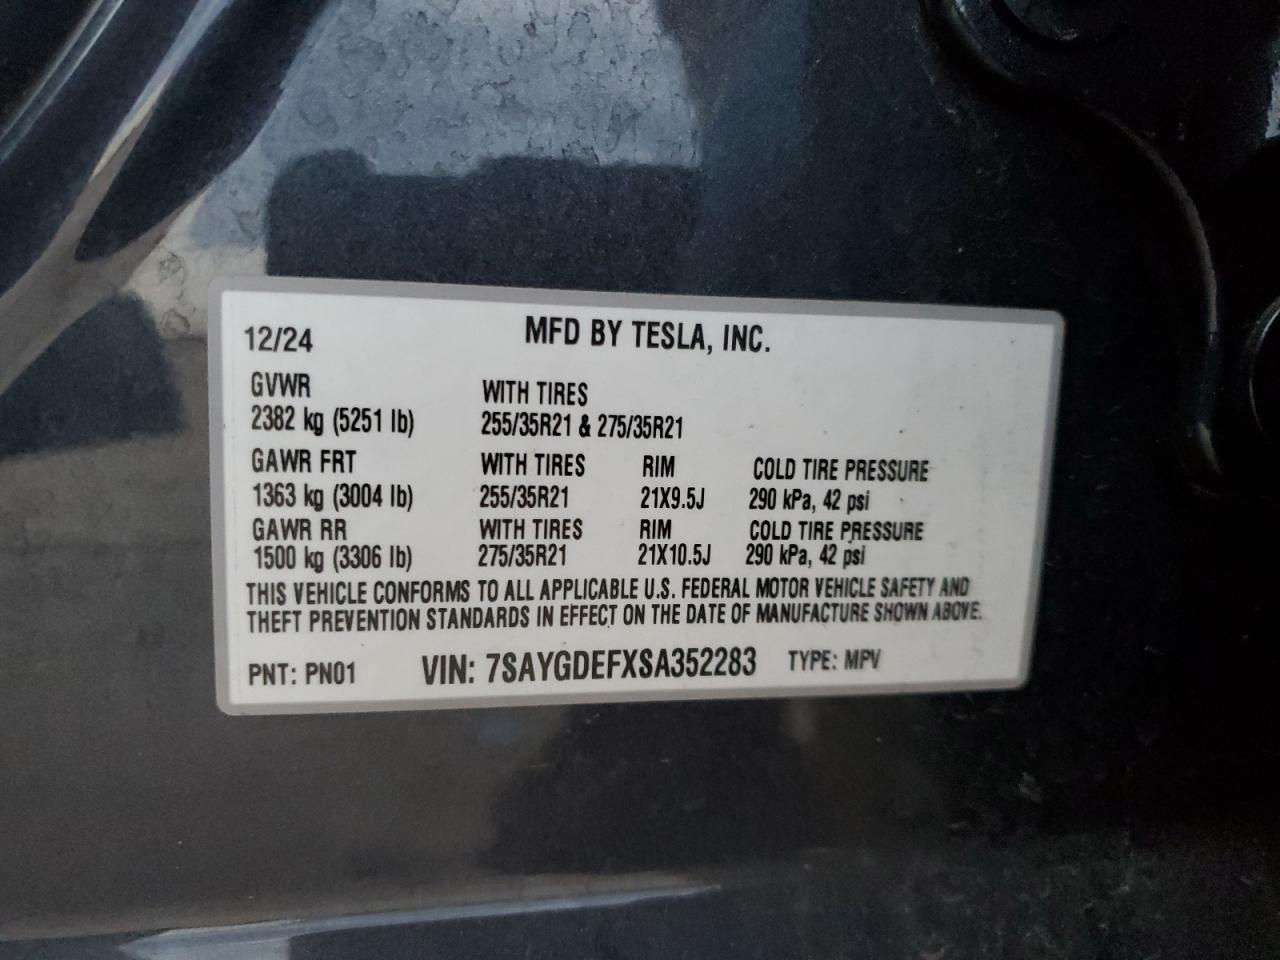 12/24 MFD BY TESLA, INC.
GVWR WITH TIRES
2382 kg (5251 lb) 255/35R21 & 275/35R21
GAWR FRT WITH TIRES RIM COLD TIRE PRESSURE
1363 kg (3004 lb) 255/35R21 21X9.5J 290 kPa, 42 psi
GAWR RR WITH TIRES RIM COLD TIRE PRESSURE
1500 kg (3306 lb) 275/35R21 21X10.5J 290 kPa, 42 psi
THIS VEHICLE CONFORMS TO ALL APPLICABLE U.S. FEDERAL MOTOR VEHICLE SAFETY AND
THEFT PREVENTION STANDARDS IN EFFECT ON THE DATE OF MANUFACTURE SHOWN ABOVE.
PNT: PN01 VIN: 7SAYGDEFXSA352283 TYPE: MPV